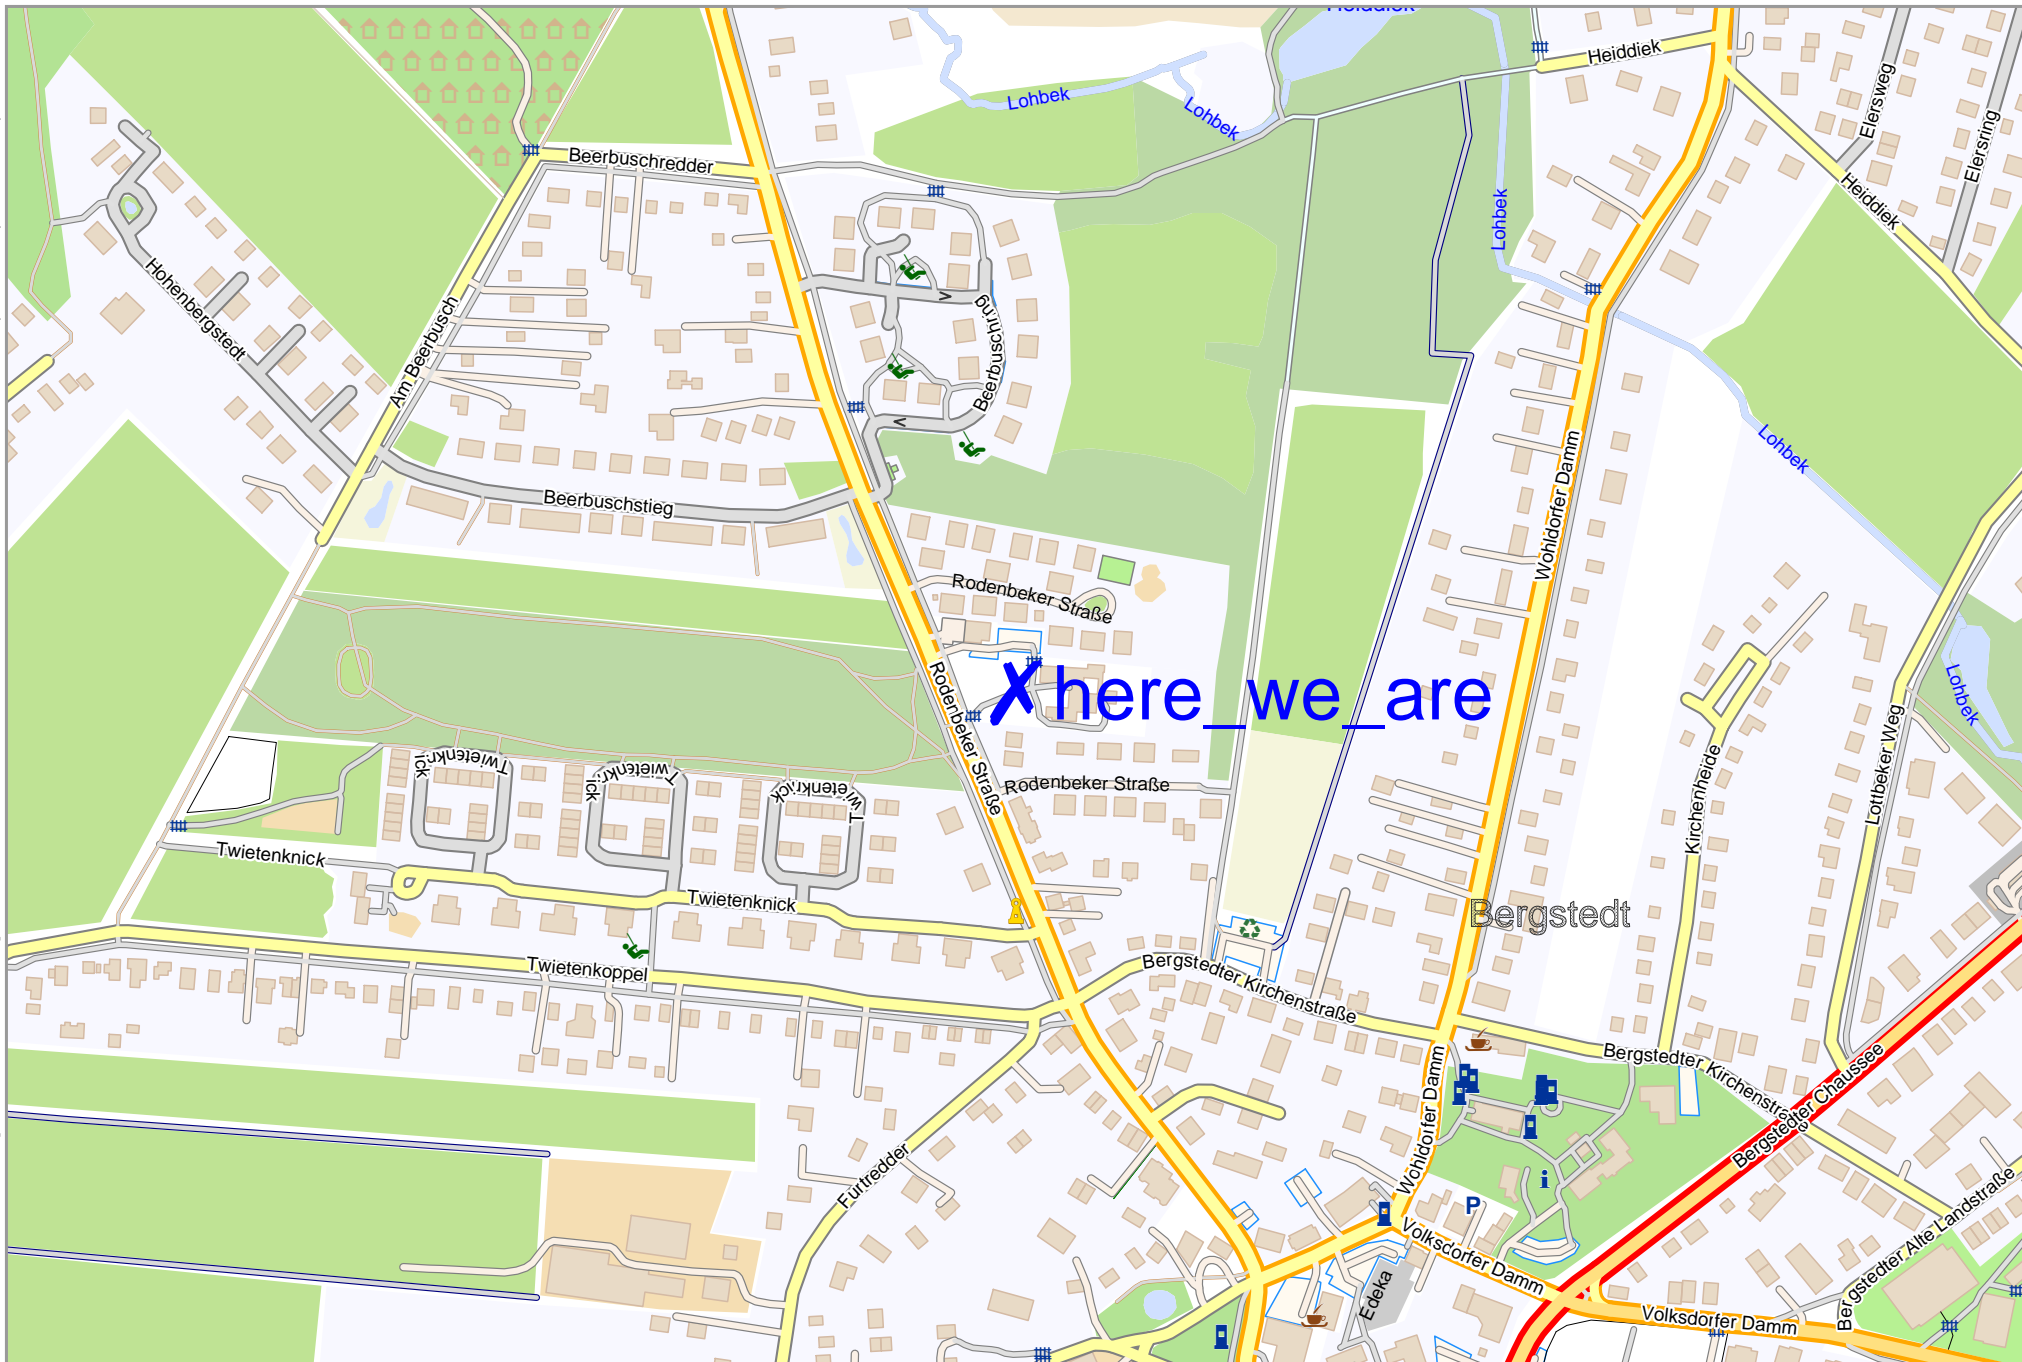 Heiddiek
Heiddiek
Lohbek
Lohbek
Elersweg
Elersring
Beerbuschredder
Heiddiek
Lohbek
Hohenbergstedt
Am Beerbusch
Beerbuschring
>
<
Lohbek
Wohldorfer Damm
Beerbuschstieg
Rodenbeker Straße
✗here_we_are
Rodenbeker Straße
Lohbek
Lottbeker Weg
Kirchenheide
Twietenknick
Twietenknick
Twietenknick
Rodenbeker Straße
Twietenknick
Twietenknick
Bergstedt
Twietenkoppel
Bergstedter Kirchenstraße
Bergstedter Kirchenstraße
Bergstedter Chaussee
Wohldorfer Damm
Furtredder
i
P
Volksdorfer Damm
Bergstedter Alte Landstraße
Edeka
Volksdorfer Damm